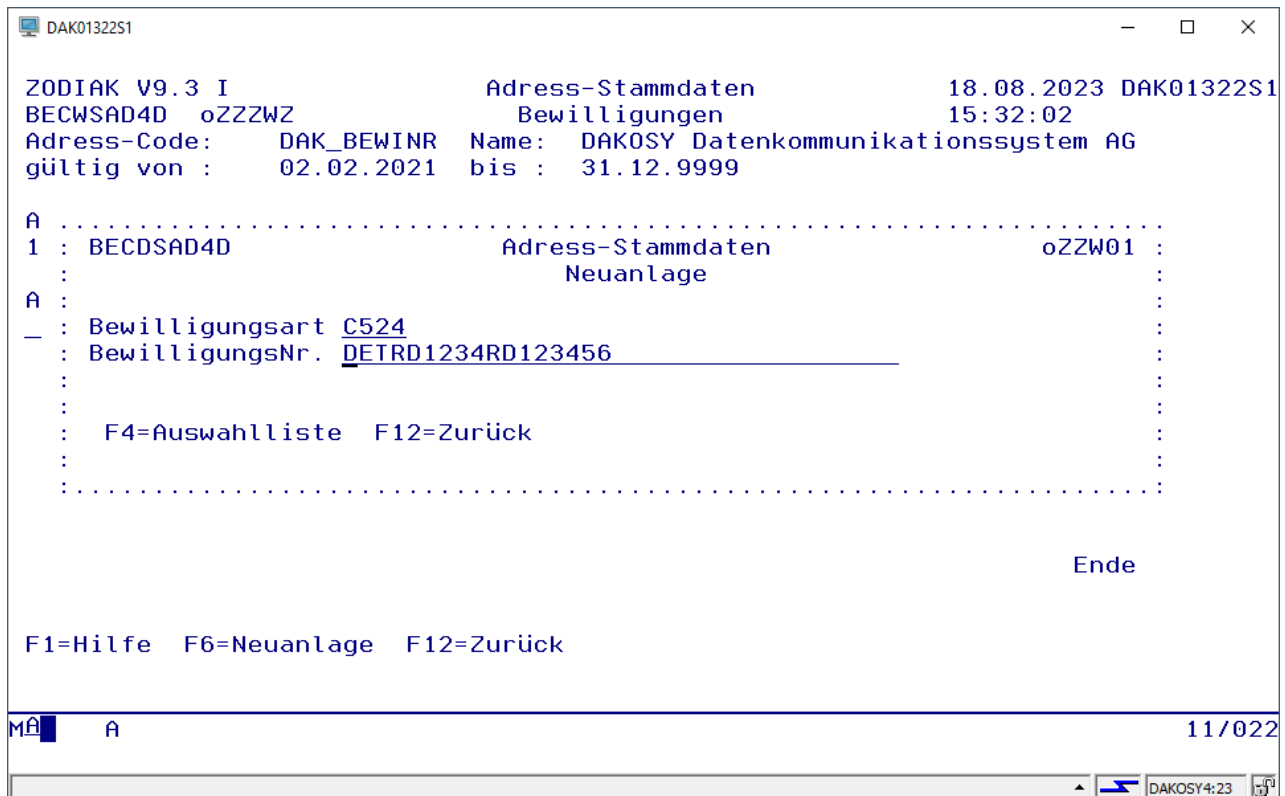 DAK01322S1
ZODIAK V9.3 I Adress-Stammdaten 18.08.2023 DAK01322S1
BECWSAD4D oZZZWZ Bewilligungen 15:32:02
Adress-Code: DAK_BEWINR Name: DAKOSY Datenkommunikationssystem AG
gültig von : 02.02.2021 bis : 31.12.9999
A ......................................................................
1 : BECDSAD4D Adress-Stammdaten oZZW01 :
: Neuanlage :
A : :
_ : Bewilligungsart C524 :
: BewilligungsNr. DETRD1234RD123456 :
: :
: :
: F4=Auswahlliste F12=Zurück :
: :
:.....................................................................:
Ende
F1=Hilfe F6=Neuanlage F12=Zurück
MA A 11/022
DAKOSY4:23